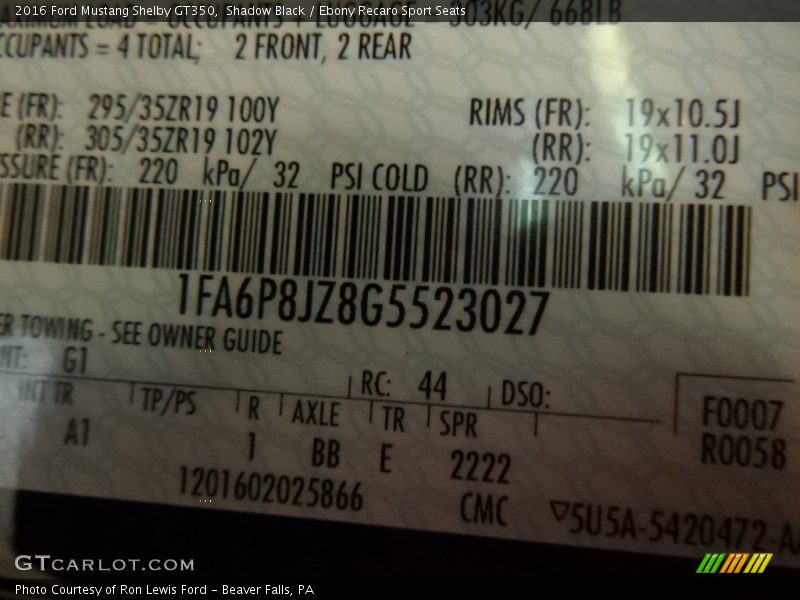 2016 Ford Mustang Shelby GT350, Shadow Black / Ebony Recaro Sport Seats
OCCUPANTS + LUGGAGE = 303KG/ 668LB
CCUPANTS = 4 TOTAL; 2 FRONT, 2 REAR
E (FR): 295/35ZR19 100Y RIMS (FR): 19x10.5J
(RR): 305/35ZR19 102Y (RR): 19x11.0J
SSURE (FR): 220 kPa/ 32 PSI COLD (RR): 220 kPa/ 32 PSI
1FA6P8JZ8G5523027
ER TOWING - SEE OWNER GUIDE
NT: G1
RC: 44 DSO:
INT TR TP/PS R AXLE TR SPR
F0007
A1 1 BB E 2222
R0058
1201602025866 CMC ▽5U5A-5420472-A
GTCARLOT.COM
Photo Courtesy of Ron Lewis Ford - Beaver Falls, PA